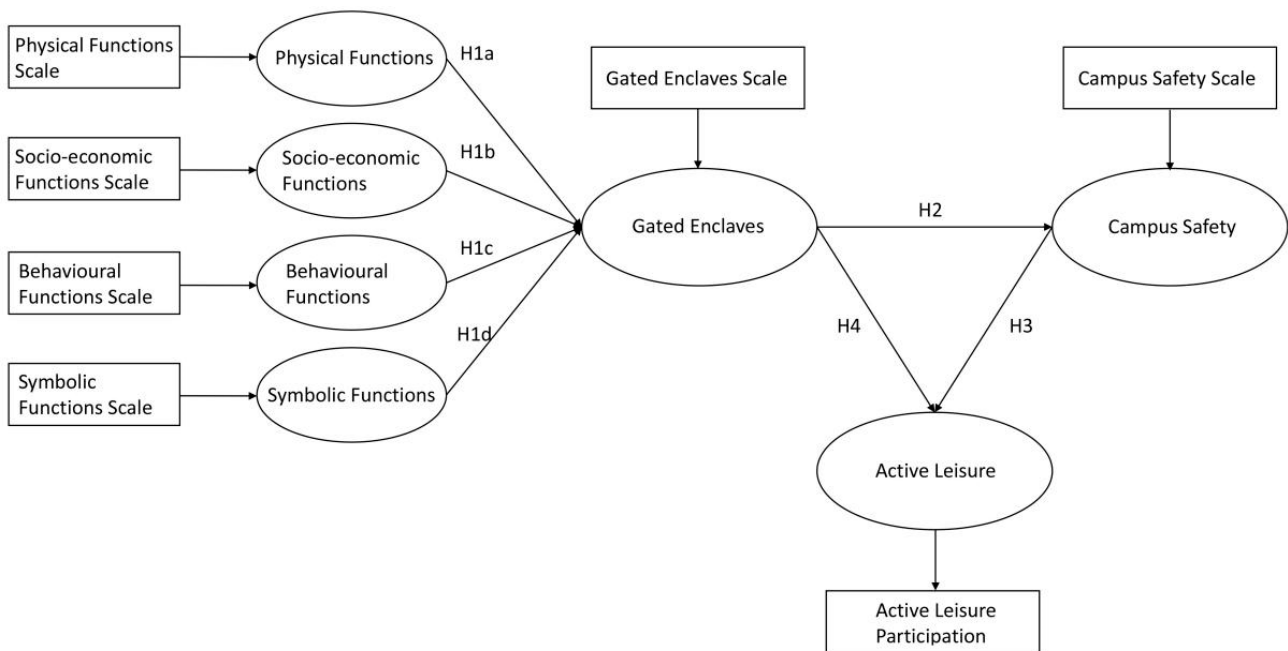 Physical Functions
Scale
Physical Functions
H1a
Gated Enclaves Scale
Campus Safety Scale
Socio-economic
Functions Scale
Socio-economic
Functions
H1b
Gated Enclaves
H2
Campus Safety
Behavioural
Functions Scale
Behavioural
Functions
H1c
H1d
H4
H3
Symbolic
Functions Scale
Symbolic Functions
Active Leisure
Active Leisure
Participation